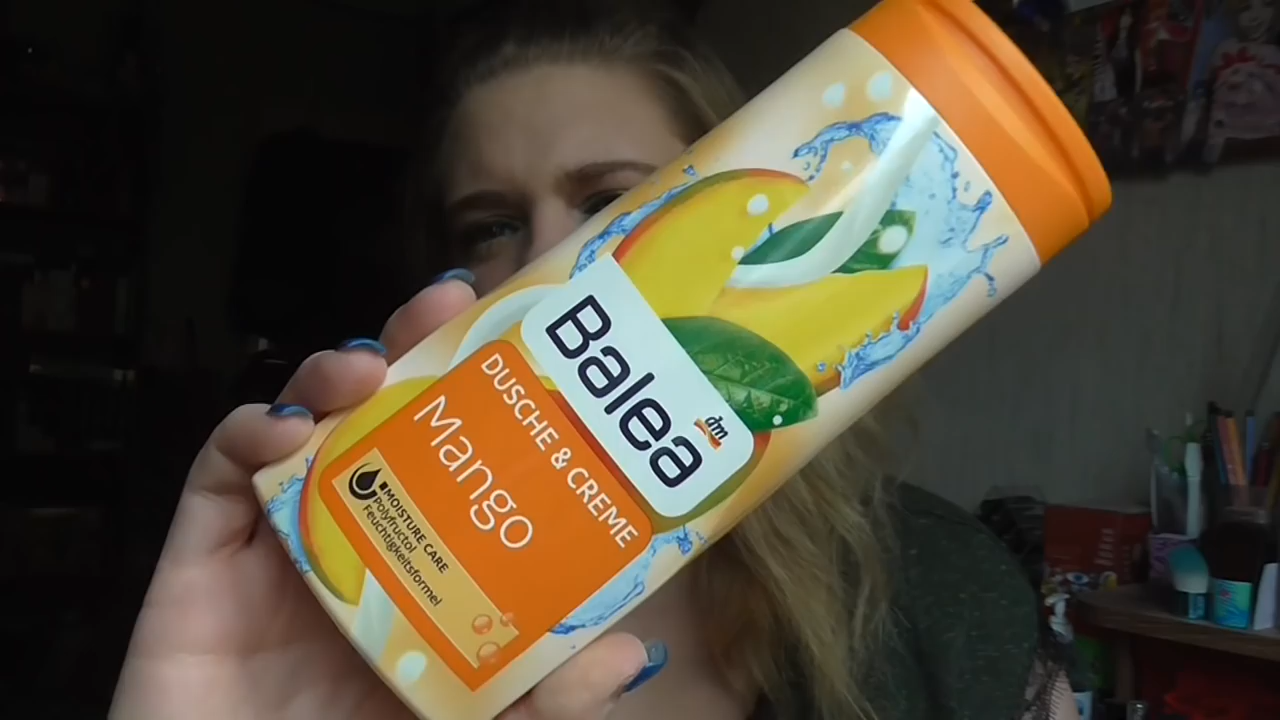 Balea
dm
DUSCHE & CREME
Mango
MOISTURE CARE
Polyfructol
Feuchtigkeitsformel